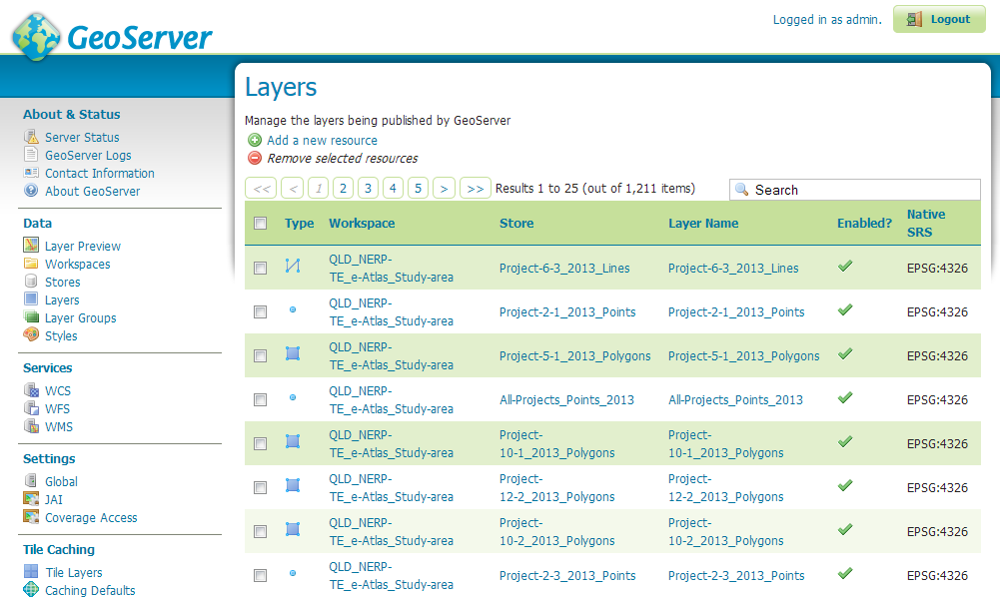 GeoServer
Logged in as admin.
Logout
About & Status
Server Status
GeoServer Logs
Contact Information
About GeoServer
Data
Layer Preview
Workspaces
Stores
Layers
Layer Groups
Styles
Services
WCS
WFS
WMS
Settings
Global
JAI
Coverage Access
Tile Caching
Tile Layers
Caching Defaults
Layers
Manage the layers being published by GeoServer
Add a new resource
Remove selected resources
<< < 1 2 3 4 5 > >> Results 1 to 25 (out of 1,211 items) Search
Type Workspace Store Layer Name Enabled? Native
SRS
QLD_NERP-
TE_e-Atlas_Study-area Project-6-3_2013_Lines Project-6-3_2013_Lines EPSG:4326
QLD_NERP-
TE_e-Atlas_Study-area Project-2-1_2013_Points Project-2-1_2013_Points EPSG:4326
QLD_NERP-
TE_e-Atlas_Study-area Project-5-1_2013_Polygons Project-5-1_2013_Polygons EPSG:4326
QLD_NERP-
TE_e-Atlas_Study-area All-Projects_Points_2013 All-Projects_Points_2013 EPSG:4326
QLD_NERP- Project- Project-
TE_e-Atlas_Study-area 10-1_2013_Polygons 10-1_2013_Polygons EPSG:4326
QLD_NERP- Project- Project-
TE_e-Atlas_Study-area 12-2_2013_Polygons 12-2_2013_Polygons EPSG:4326
QLD_NERP- Project- Project-
TE_e-Atlas_Study-area 10-2_2013_Polygons 10-2_2013_Polygons EPSG:4326
QLD_NERP-
TE_e-Atlas_Study-area Project-2-3_2013_Points Project-2-3_2013_Points EPSG:4326